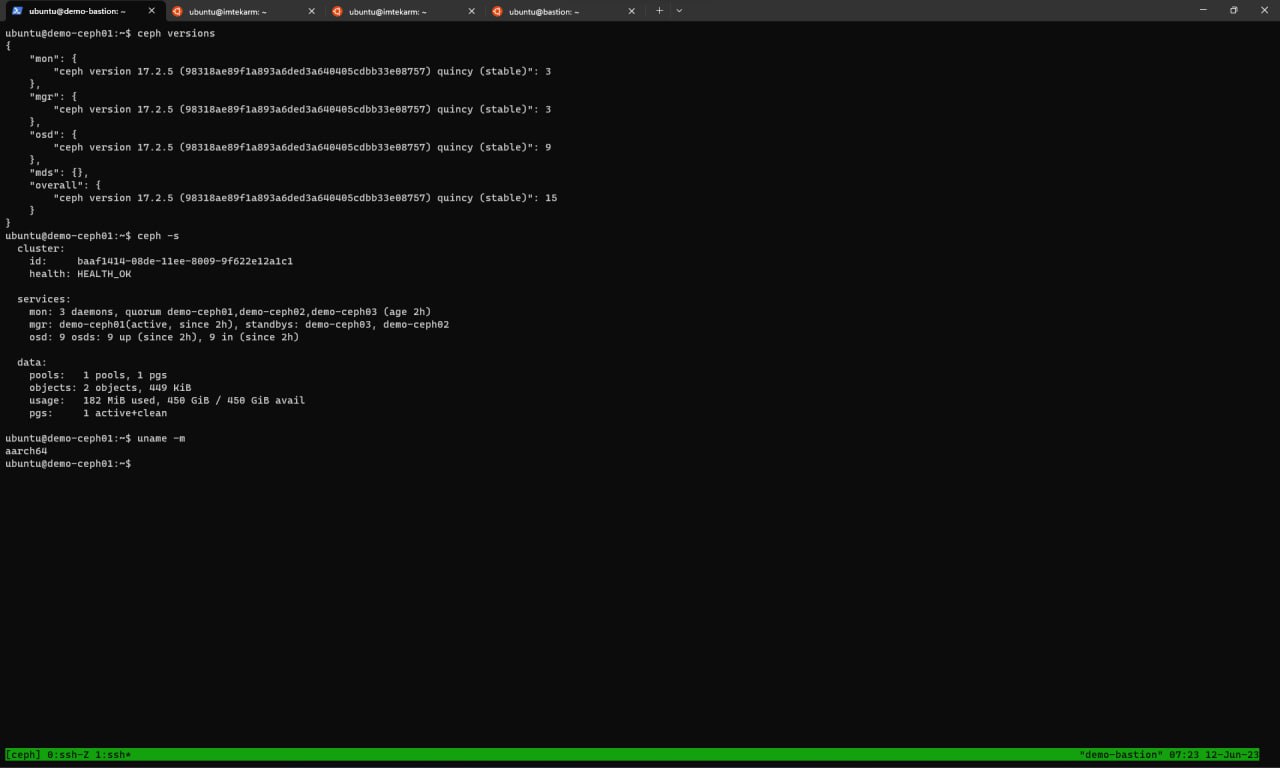 ubuntu@demo-bastion: ~ ubuntu@imtekarm: ~ ubuntu@imtekarm: ~ ubuntu@bastion: ~
ubuntu@demo-ceph01:~$ ceph versions
{
    "mon": {
        "ceph version 17.2.5 (98318ae89f1a893a6ded3a640405cdbb33e08757) quincy (stable)": 3
    },
    "mgr": {
        "ceph version 17.2.5 (98318ae89f1a893a6ded3a640405cdbb33e08757) quincy (stable)": 3
    },
    "osd": {
        "ceph version 17.2.5 (98318ae89f1a893a6ded3a640405cdbb33e08757) quincy (stable)": 9
    },
    "mds": {},
    "overall": {
        "ceph version 17.2.5 (98318ae89f1a893a6ded3a640405cdbb33e08757) quincy (stable)": 15
    }
}
ubuntu@demo-ceph01:~$ ceph -s
  cluster:
    id:     baaf1414-08de-11ee-8009-9f622e12a1c1
    health: HEALTH_OK

  services:
    mon: 3 daemons, quorum demo-ceph01,demo-ceph02,demo-ceph03 (age 2h)
    mgr: demo-ceph01(active, since 2h), standbys: demo-ceph03, demo-ceph02
    osd: 9 osds: 9 up (since 2h), 9 in (since 2h)

  data:
    pools:   1 pools, 1 pgs
    objects: 2 objects, 449 KiB
    usage:   182 MiB used, 450 GiB / 450 GiB avail
    pgs:     1 active+clean

ubuntu@demo-ceph01:~$ uname -m
aarch64
ubuntu@demo-ceph01:~$
[ceph] 0:ssh-Z 1:ssh* "demo-bastion" 07:23 12-Jun-23